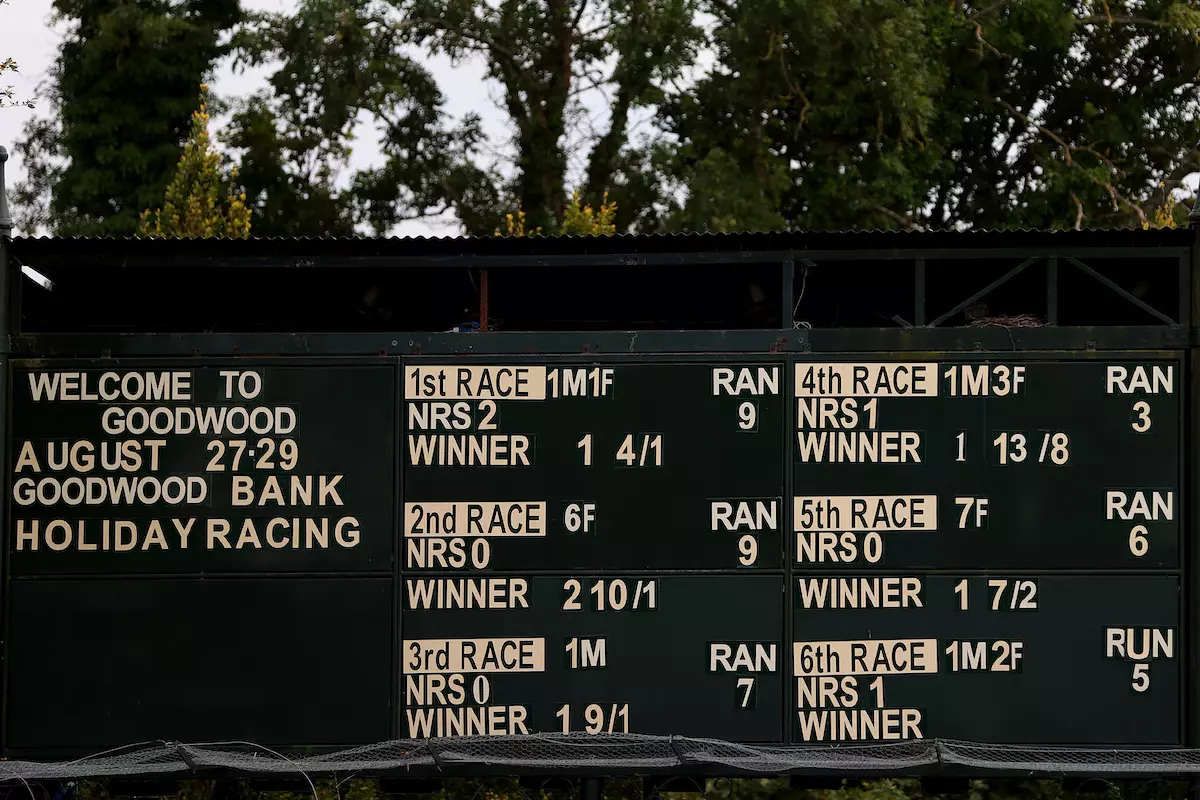 WELCOME TO
GOODWOOD
AUGUST 27·29
GOODWOOD BANK
HOLIDAY RACING
1st RACE 1M1F RAN
NRS 2 9
WINNER 1 4/1
2nd RACE 6F RAN
NRS 0 9
WINNER 2 10/1
3rd RACE 1M RAN
NRS 0 7
WINNER 1 9/1
4th RACE 1M3F RAN
NRS 1 3
WINNER 1 13/8
5th RACE 7F RAN
NRS 0 6
WINNER 1 7/2
6th RACE 1M2F RUN
NRS 1 5
WINNER